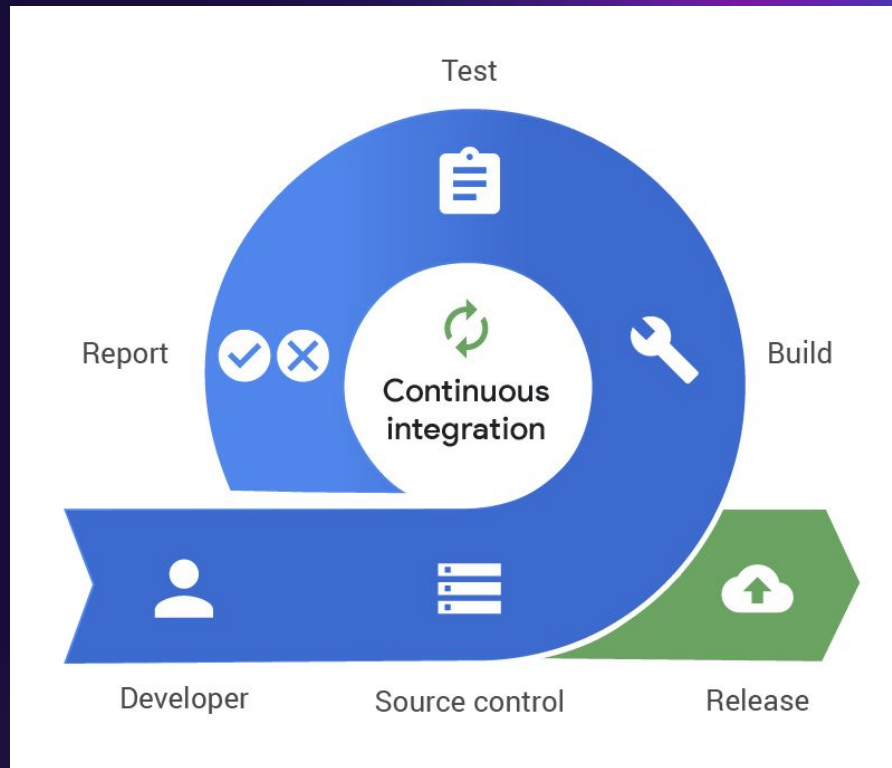 Test
Report
Build
Continuous
integration
Developer
Source control
Release